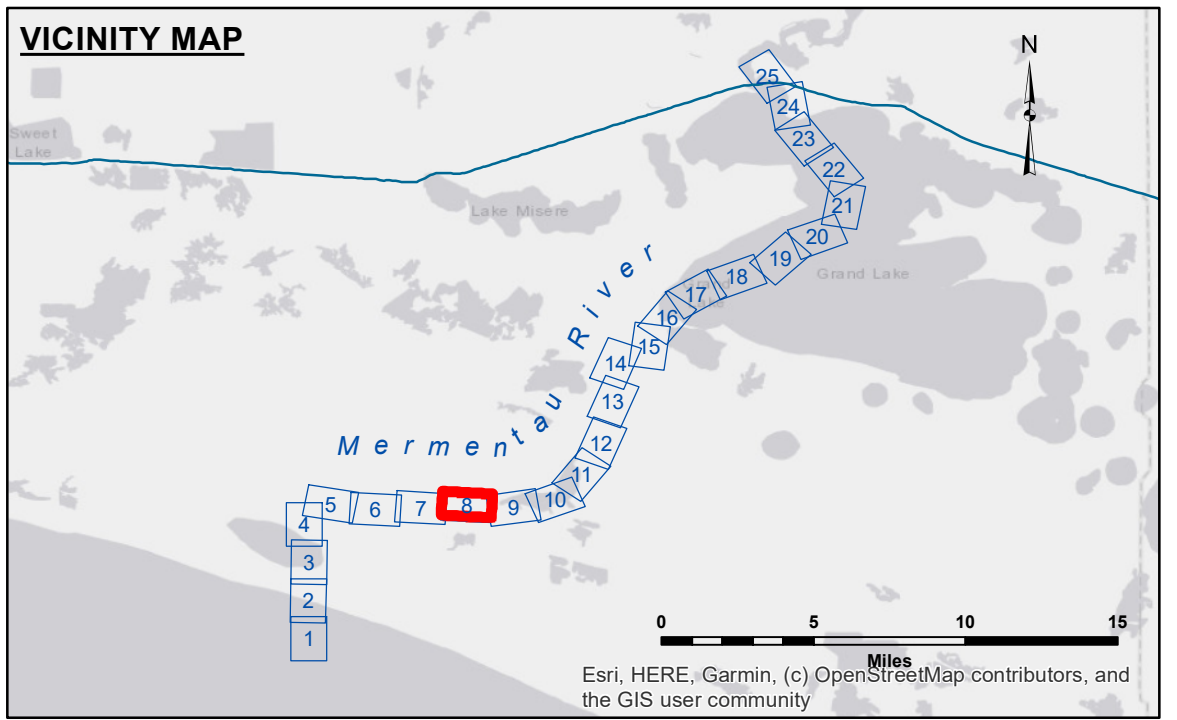 VICINITY MAP
N
25
24
23
22
21
20
19
18
17
16
15
14
13
12
11
10
9
8
7
6
5
4
3
2
1
Sweet
Lake
Lake Misere
Grand Lake
Grand
Lake
Mermentau River
0 5 10 15
Miles
Esri, HERE, Garmin, (c) OpenStreetMap contributors, and
the GIS user community